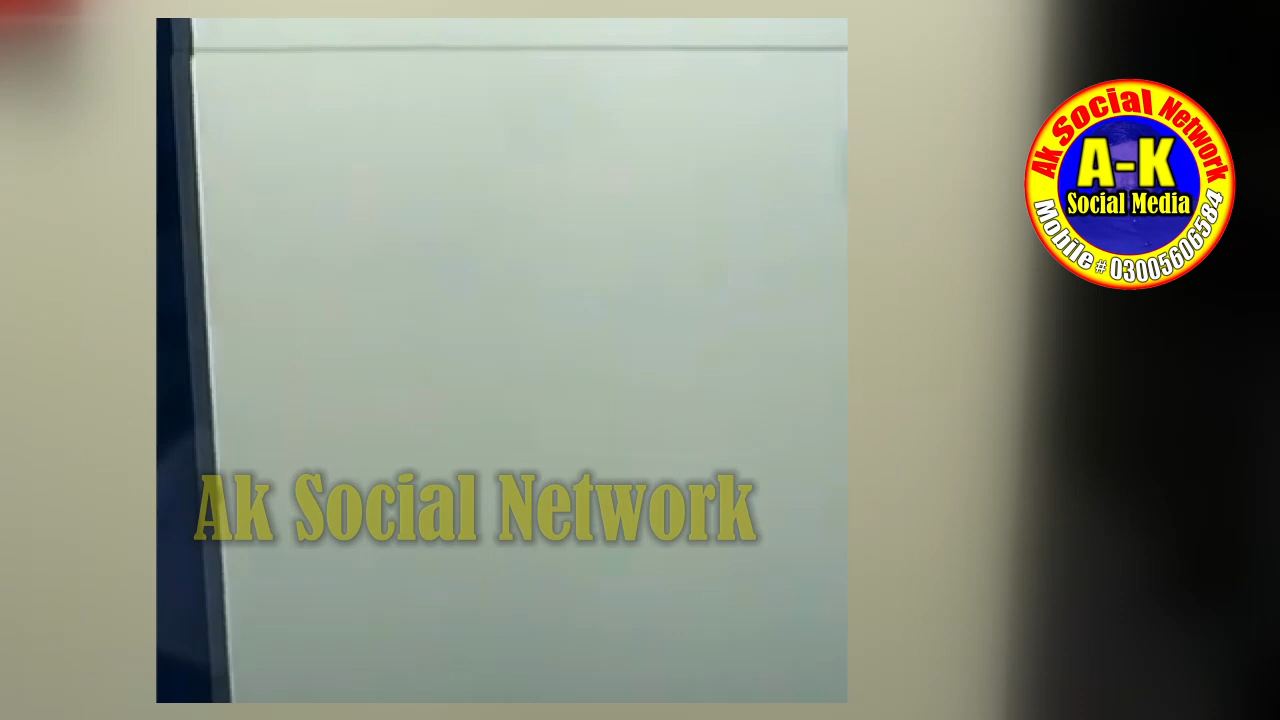 Ak Social Network
A-K
Social Media
Mobile # 03005606584
Ak Social Network